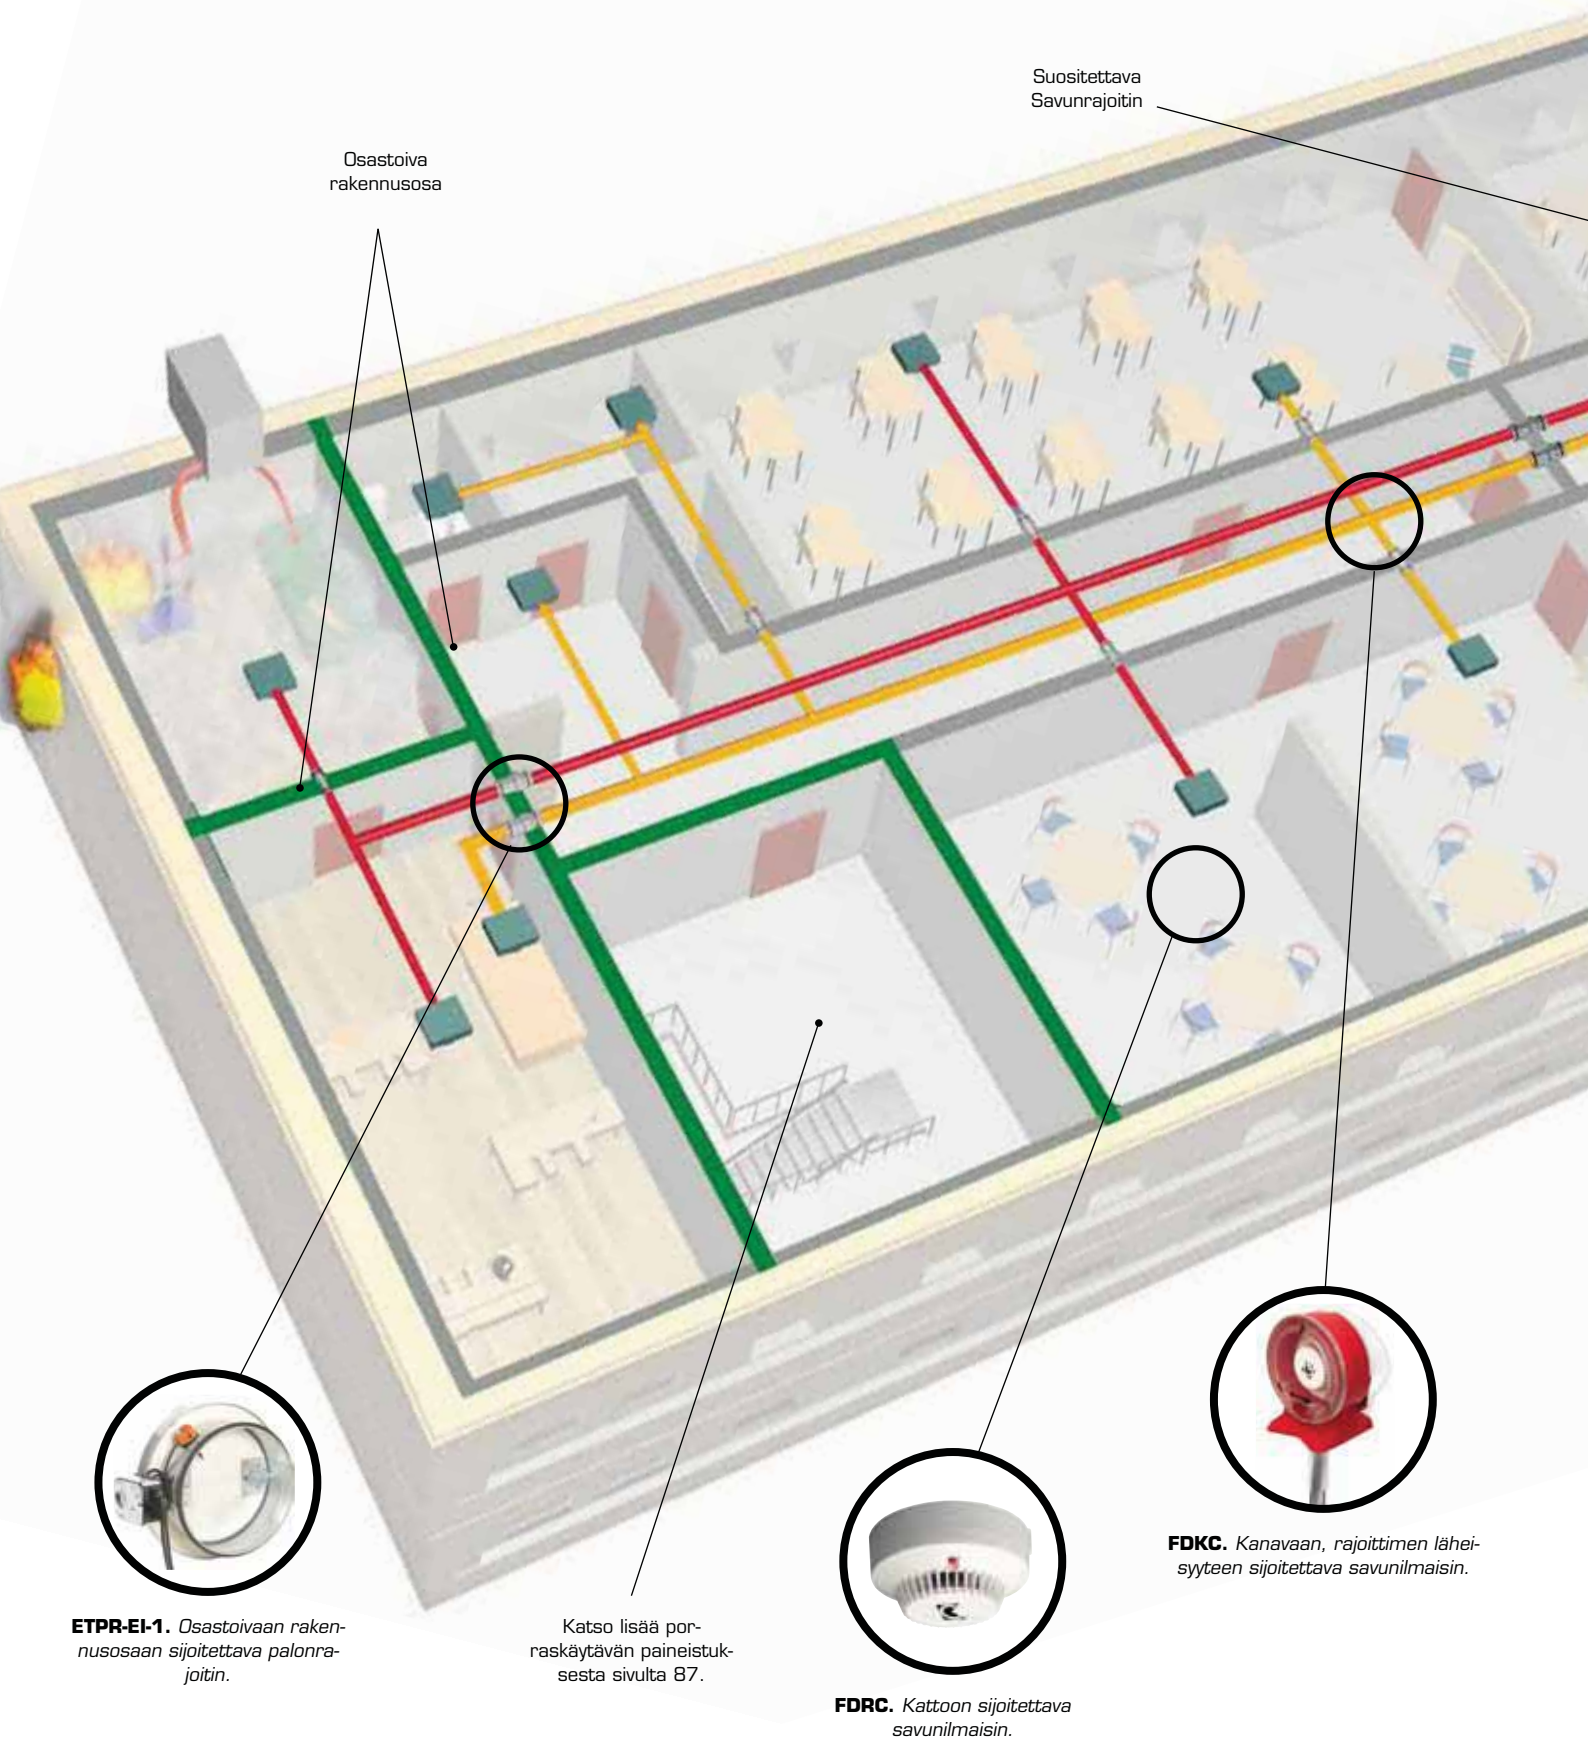 Suositettava
Savunrajoitin
Osastoiva
rakennusosa
FDKC. Kanavaan, rajoittimen lähei-
syyteen sijoitettava savunilmaisin.
ETPR-EI-1. Osastoivaan raken-
nusosaan sijoitettava palonra-
joitin.
Katso lisää por-
raskäytävän paineistuk-
sesta sivulta 87.
FDRC. Kattoon sijoitettava
savunilmaisin.